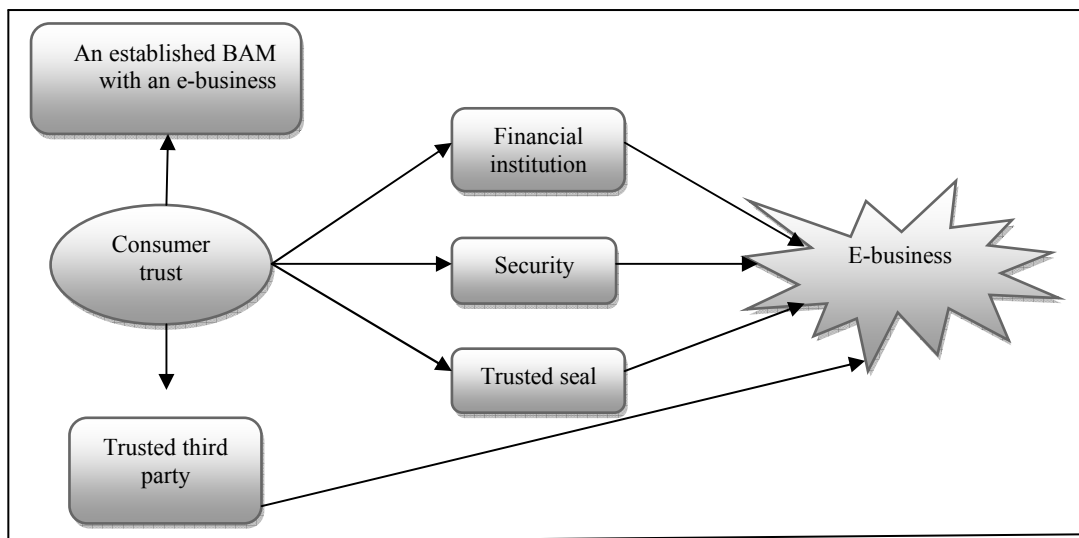 An established BAM
with an e-business
Financial
institution
Consumer
trust
Security
E-business
Trusted seal
Trusted third
party